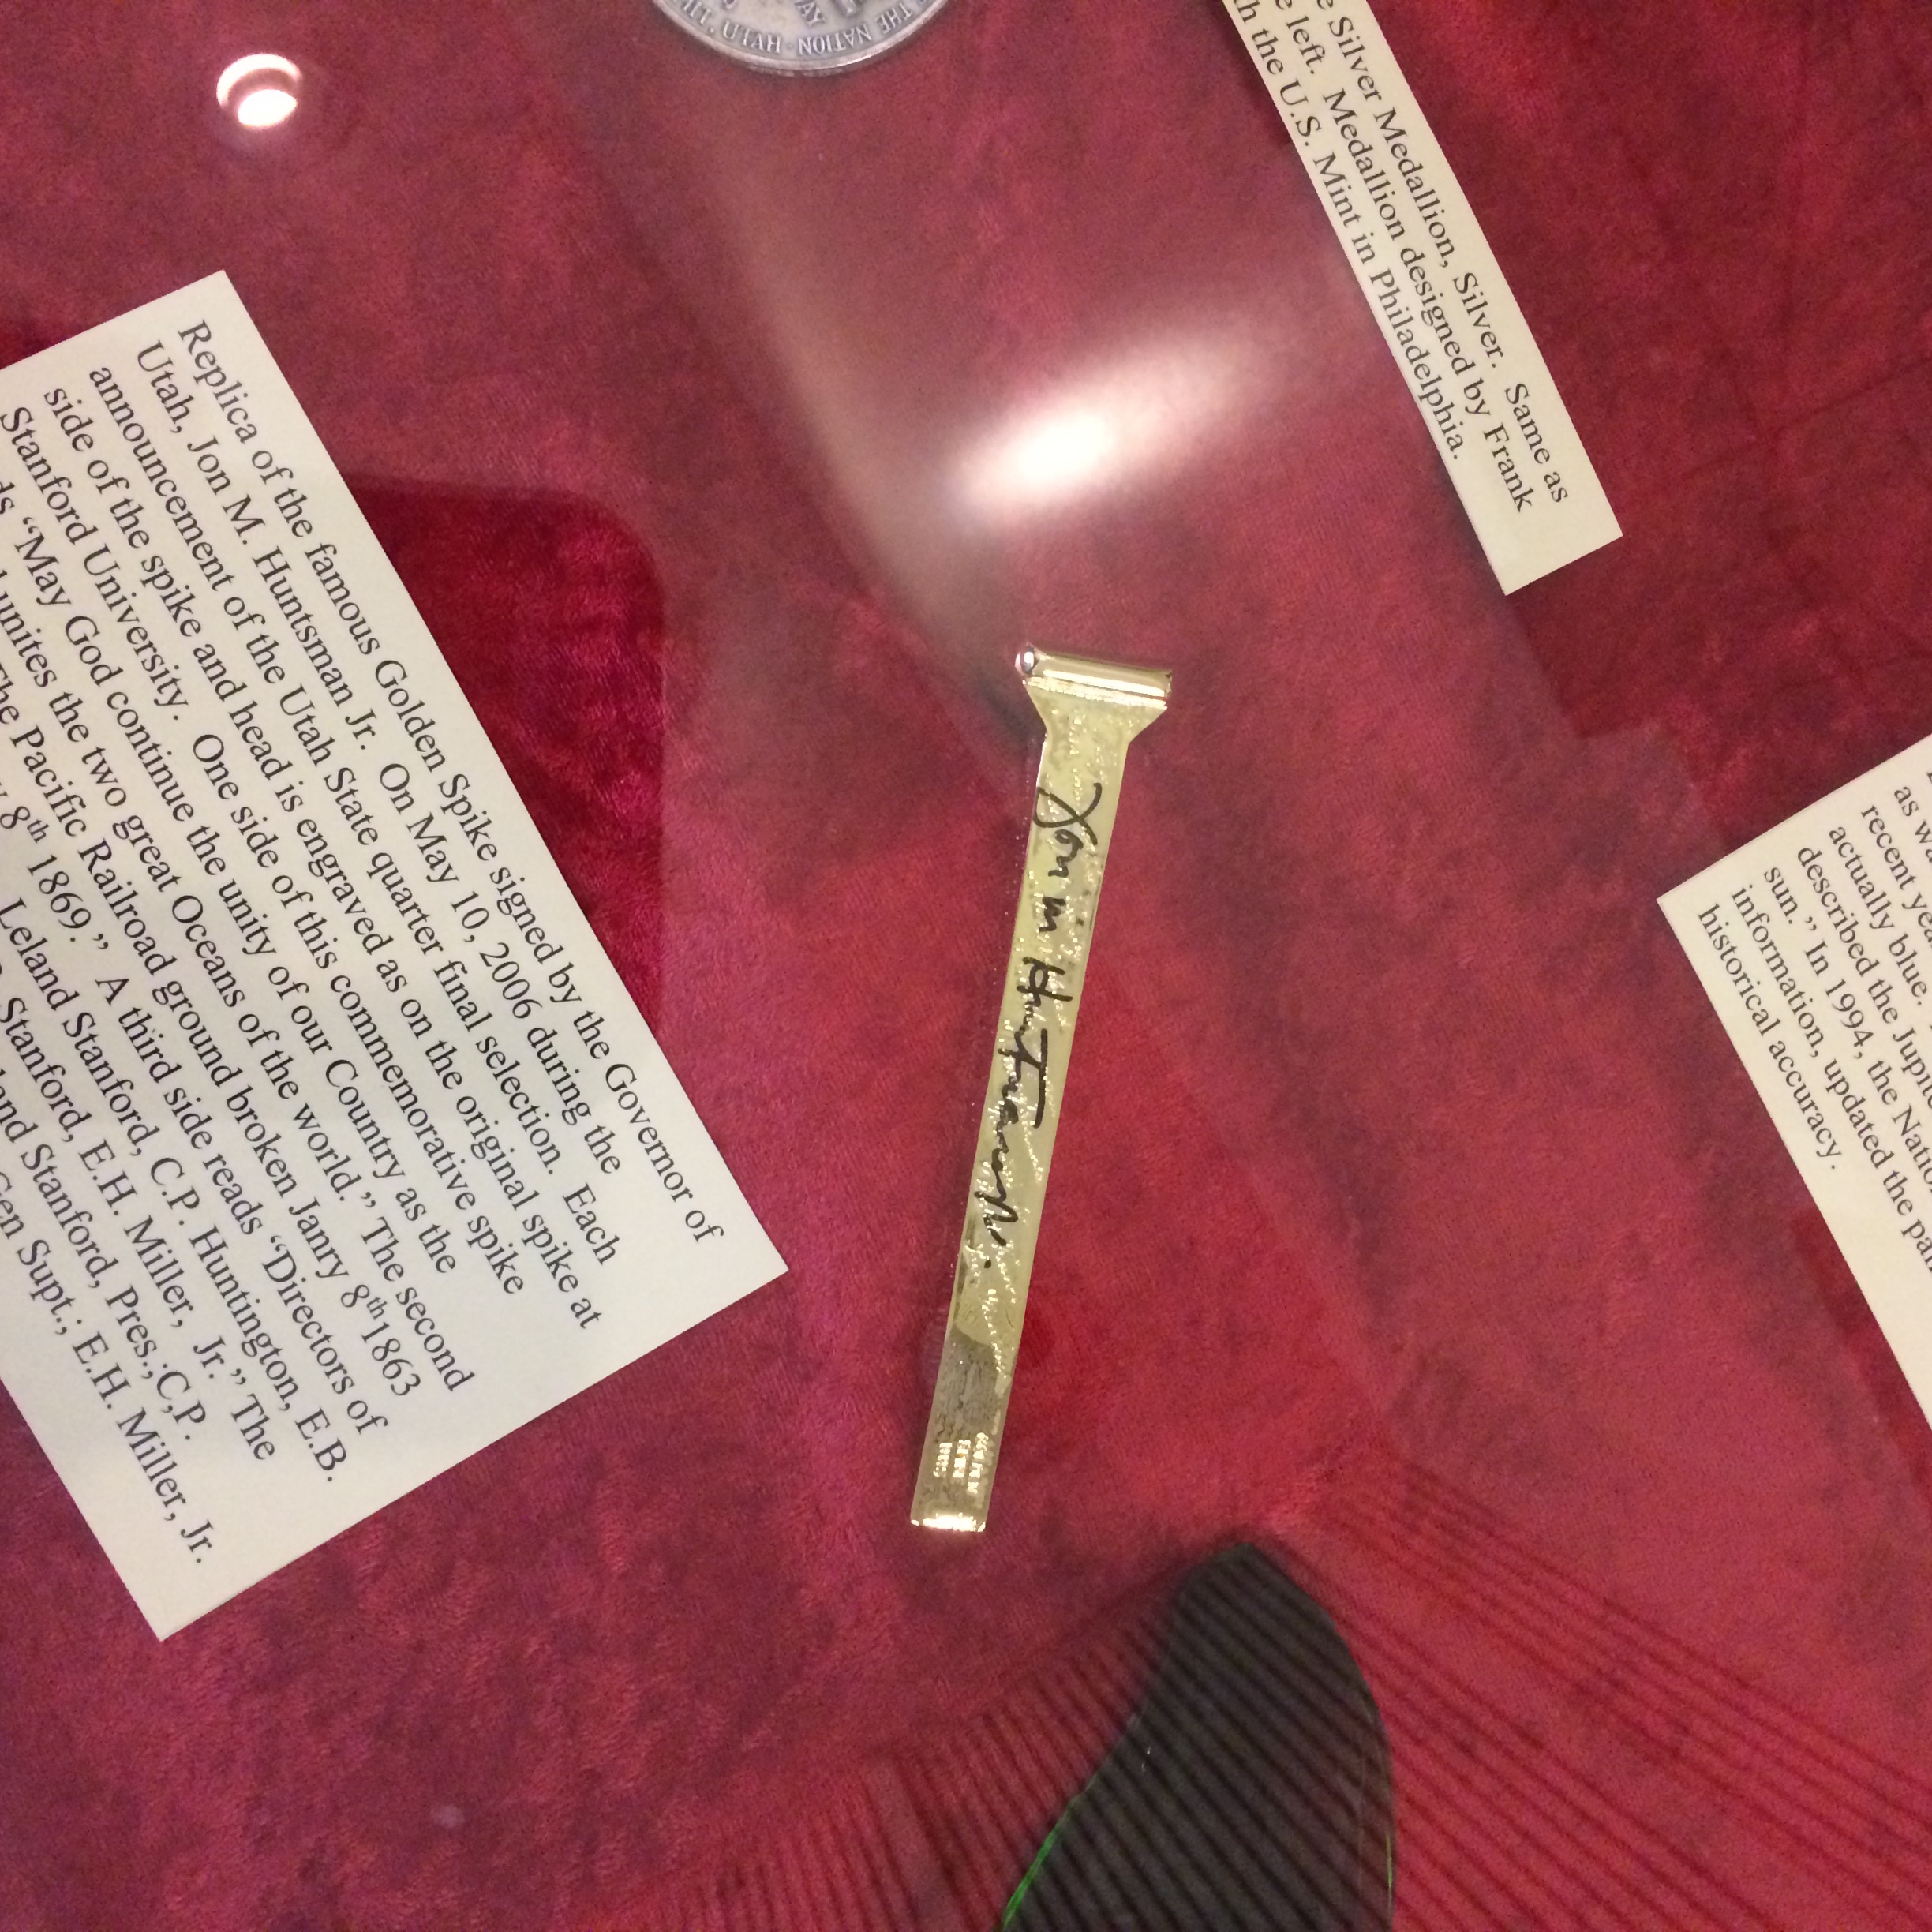 THE NATION
UTAH
Silver Medallion, Silver. Same as
left. Medallion designed by Frank
the U.S. Mint in Philadelphia.
Replica of the famous Golden Spike signed by the Governor of
Utah, Jon M. Huntsman Jr. On May 10, 2006 during the
announcement of the Utah State quarter final selection. Each
side of the spike and head is engraved as on the original spike at
Stanford University. One side of this commemorative spike
"May God continue the unity of our Country as the
unites the two great Oceans of the world." The second
The Pacific Railroad ground broken Janry 8th 1863
8th 1869." A third side reads "Directors of
Leland Stanford, C.P. Huntington, E.B.
Stanford, E.H. Miller, Jr." The
Stanford, Pres.;C,P.
Gen Supt.; E.H. Miller, Jr.
Jon M Huntsman Jr.
as
recent
actually blue.
described the
sun." In 1994, the
information, updated the
historical accuracy.